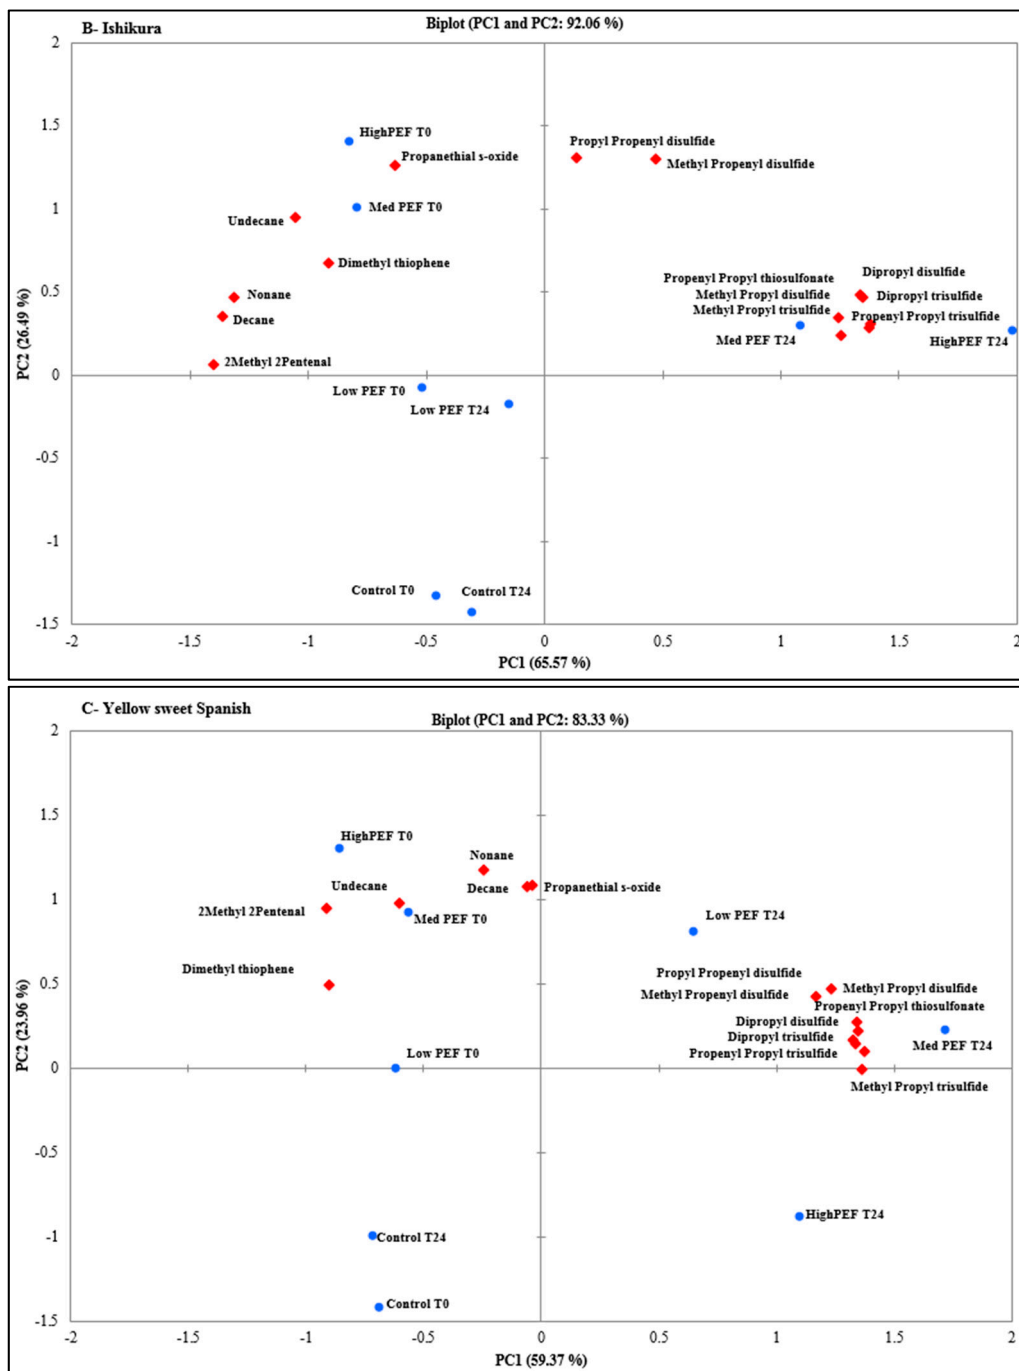 B- Ishikura
Biplot (PC1 and PC2: 92.06 %)
2
HighPEF T0
1.5
Propanethial s-oxide
Propyl Propenyl disulfide
Methyl Propenyl disulfide
Med PEF T0
1
Undecane
Dimethyl thiophene
Propenyl Propyl thiosulfonate
Dipropyl disulfide
Nonane
0.5
Methyl Propyl disulfide
Dipropyl trisulfide
Decane
Methyl Propyl trisulfide
Propenyl Propyl trisulfide
Med PEF T24
HighPEF T24
2Methyl 2Pentenal
0
Low PEF T0
Low PEF T24
-0.5
-1
Control T0
Control T24
-1.5
PC2 (26.49 %)
-2
-1.5
-1
-0.5
0
0.5
1
1.5
2
PC1 (65.57 %)
C- Yellow sweet Spanish
Biplot (PC1 and PC2: 83.33 %)
2
1.5
HighPEF T0
Nonane
Undecane
Decane
Propanethial s-oxide
2Methyl 2Pentenal
Med PEF T0
Low PEF T24
1
Dimethyl thiophene
Propyl Propenyl disulfide
Methyl Propenyl disulfide
Methyl Propyl disulfide
0.5
Propenyl Propyl thiosulfonate
Dipropyl disulfide
Dipropyl trisulfide
Med PEF T24
Propenyl Propyl trisulfide
Low PEF T0
0
Methyl Propyl trisulfide
-0.5
HighPEF T24
Control T24
-1
Control T0
-1.5
PC2 (23.96 %)
-2
-1.5
-1
-0.5
0
0.5
1
1.5
2
PC1 (59.37 %)